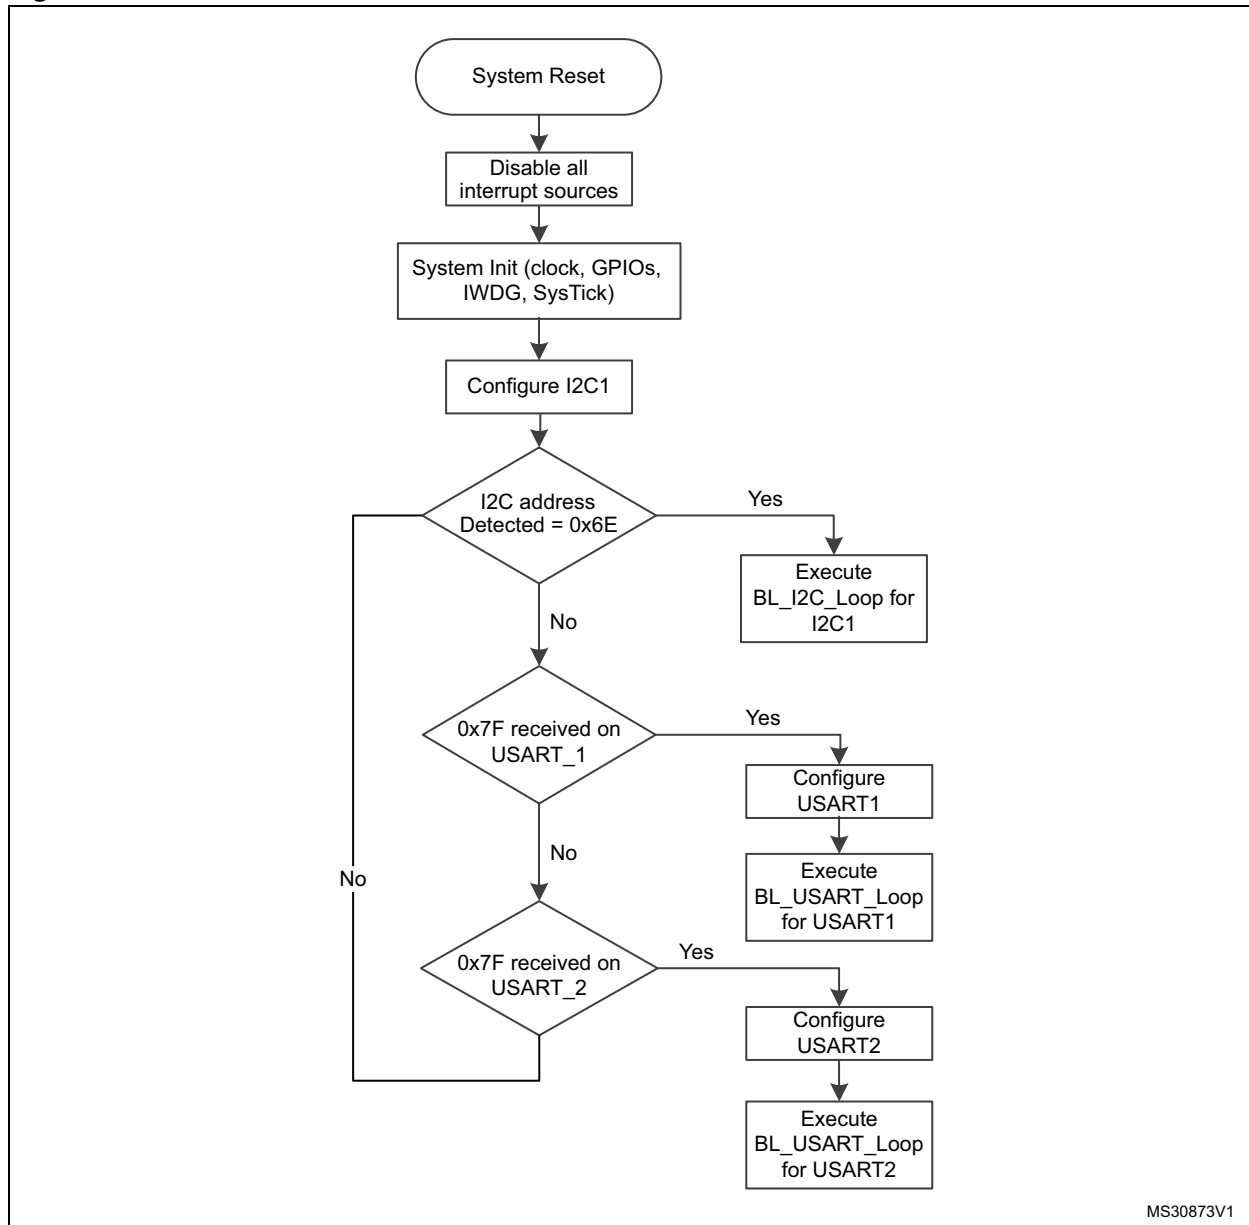 System Reset
Disable all
interrupt sources
System Init (clock, GPIOs,
IWDG, SysTick)
Configure I2C1
I2C address
Detected = 0x6E
Yes
Execute
BL_I2C_Loop for
I2C1
No
0x7F received on
USART_1
Yes
Configure
USART1
Execute
BL_USART_Loop
for USART1
No
No
0x7F received on
USART_2
Yes
Configure
USART2
Execute
BL_USART_Loop
for USART2
MS30873V1